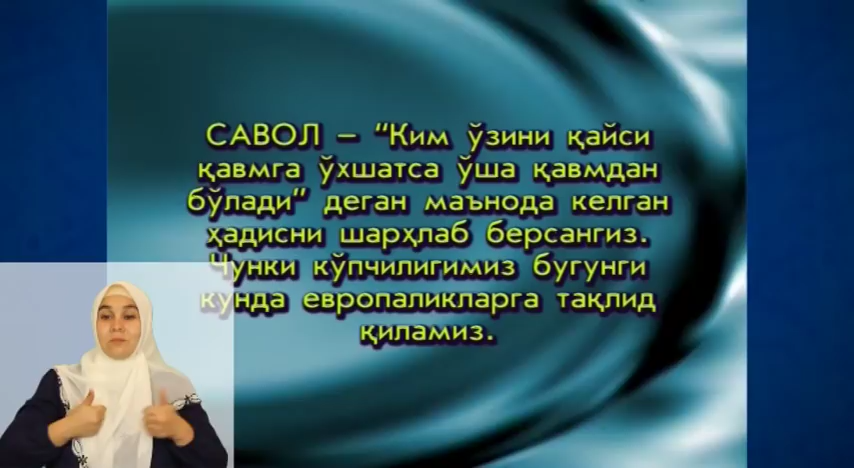 САВОЛ – “Ким ўзини қайси
қавмга ўхшатса ўша қавмдан
бўлади” деган маънода келган
ҳадисни шарҳлаб берсангиз.
Чунки кўпчилигимиз бугунги
кунда европаликларга тақлид
қиламиз.